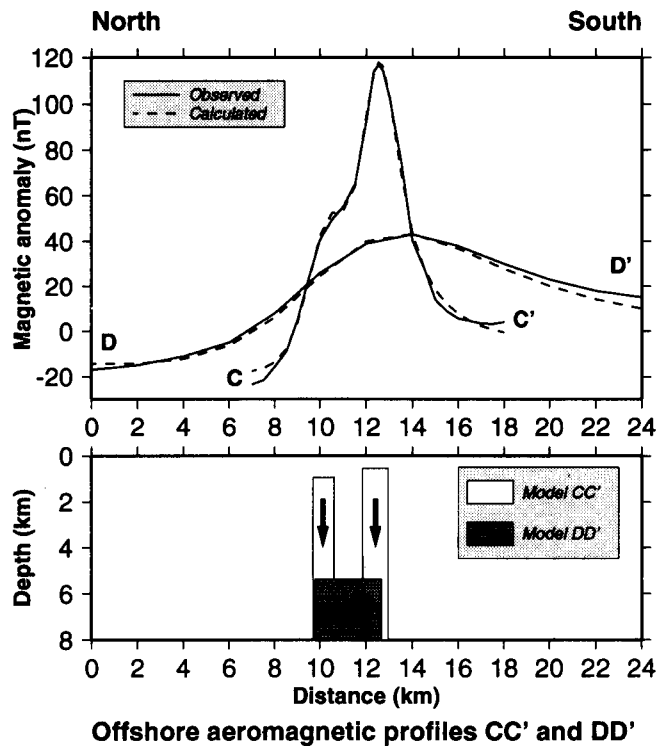 North South
120
100
80
60
40
20
0
-20
Magnetic anomaly (nT)
Observed
Calculated
D
C
C'
D'
0 2 4 6 8 10 12 14 16 18 20 22 24
0
2
4
6
8
Depth (km)
Model CC'
Model DD'
0 2 4 6 8 10 12 14 16 18 20 22 24
Distance (km)
Offshore aeromagnetic profiles CC' and DD'